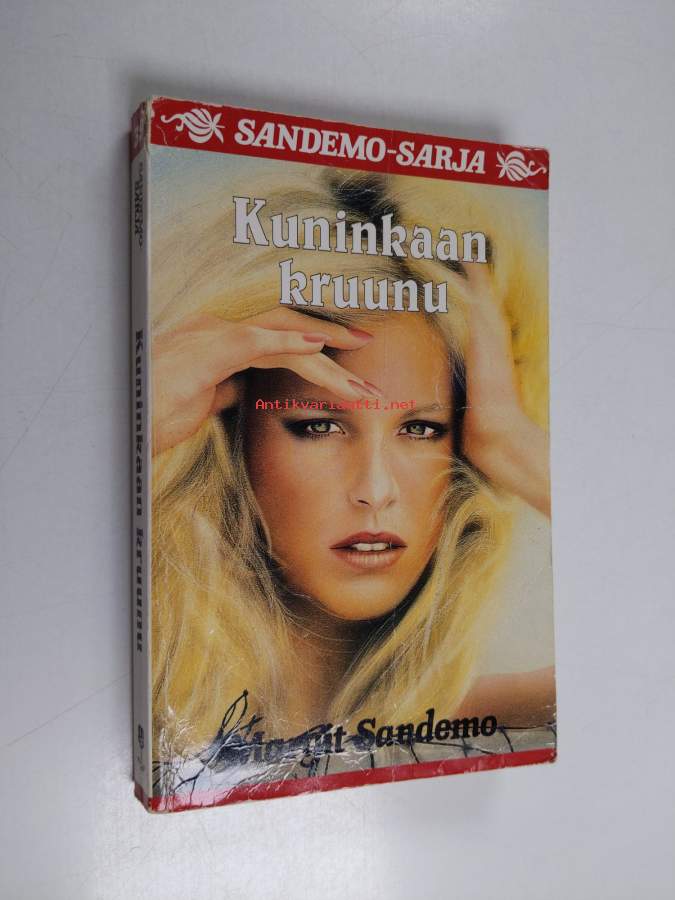 SANDEMO-SARJA
Kuninkaan
kruunu
Antikvariaatti.net
Margit Sandemo
Kuninkaan kruunu